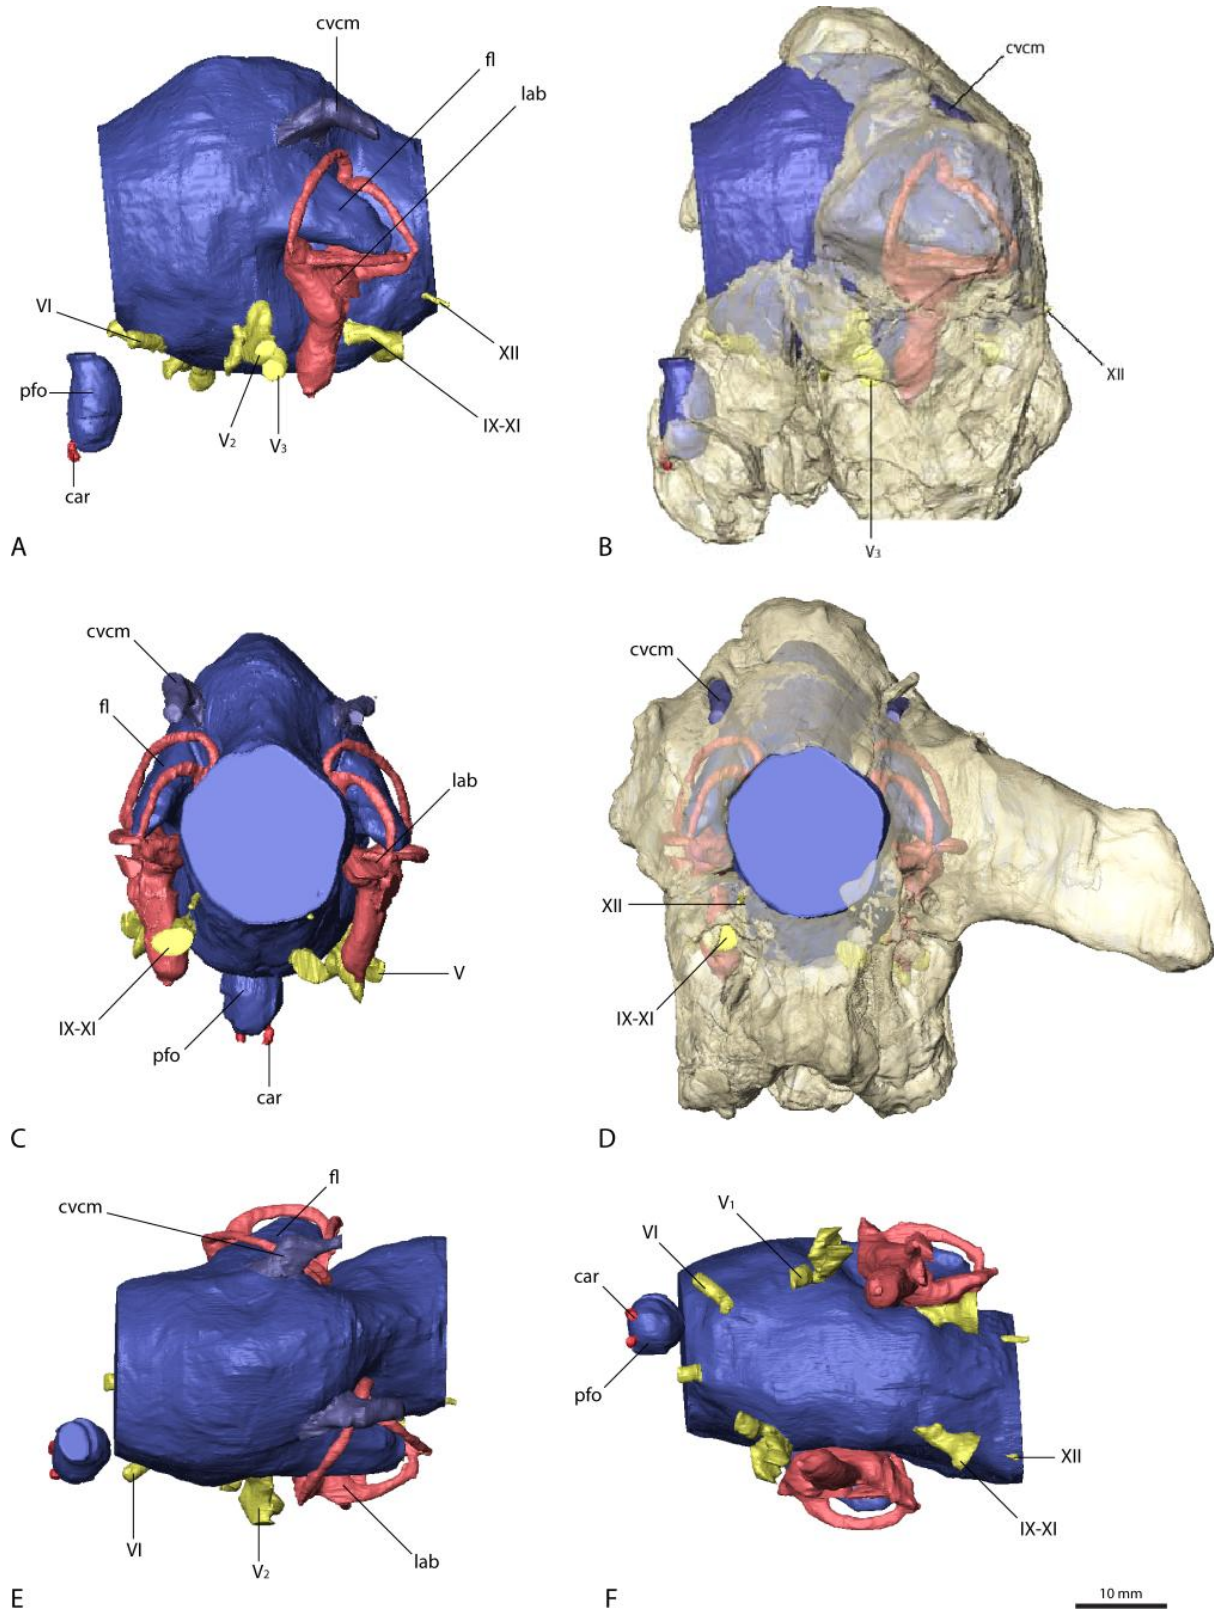 cvcm
fl
lab
VI
pfo
car
V2
V3
IX-XI
XII
A
cvcm
XII
V3
B
cvcm
fl
lab
V
IX-XI
pfo
car
C
cvcm
XII
IX-XI
D
fl
cvcm
VI
V2
lab
E
V1
VI
car
pfo
XII
IX-XI
F
10 mm